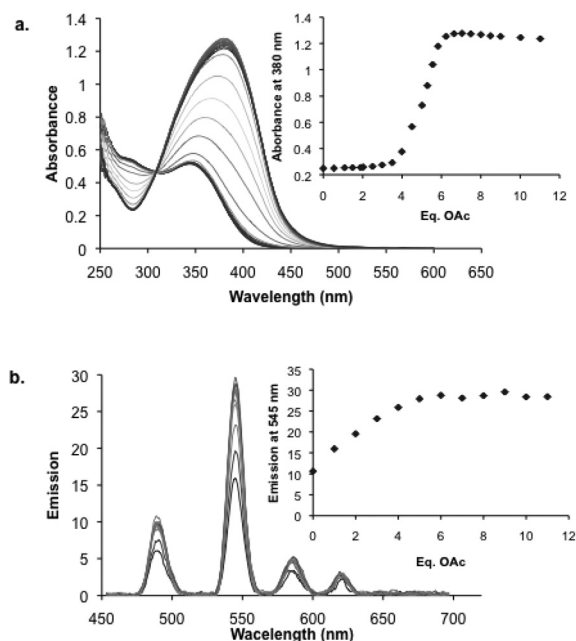 a.
1.4
1.2
1
0.8
0.6
0.4
0.2
0
Absorbancce
250 300 350 400 450 500 550 600 650
Wavelength (nm)
1.4
1.2
1
0.8
0.6
0.4
0.2
Aborbance at 380 nm
0 2 4 6 8 10 12
Eq. OAc
b.
30
25
20
15
10
5
0
Emission
450 500 550 600 650 700
Wavelength (nm)
35
30
25
20
15
10
5
0
Emission at 545 nm
0 2 4 6 8 10 12
Eq. OAc